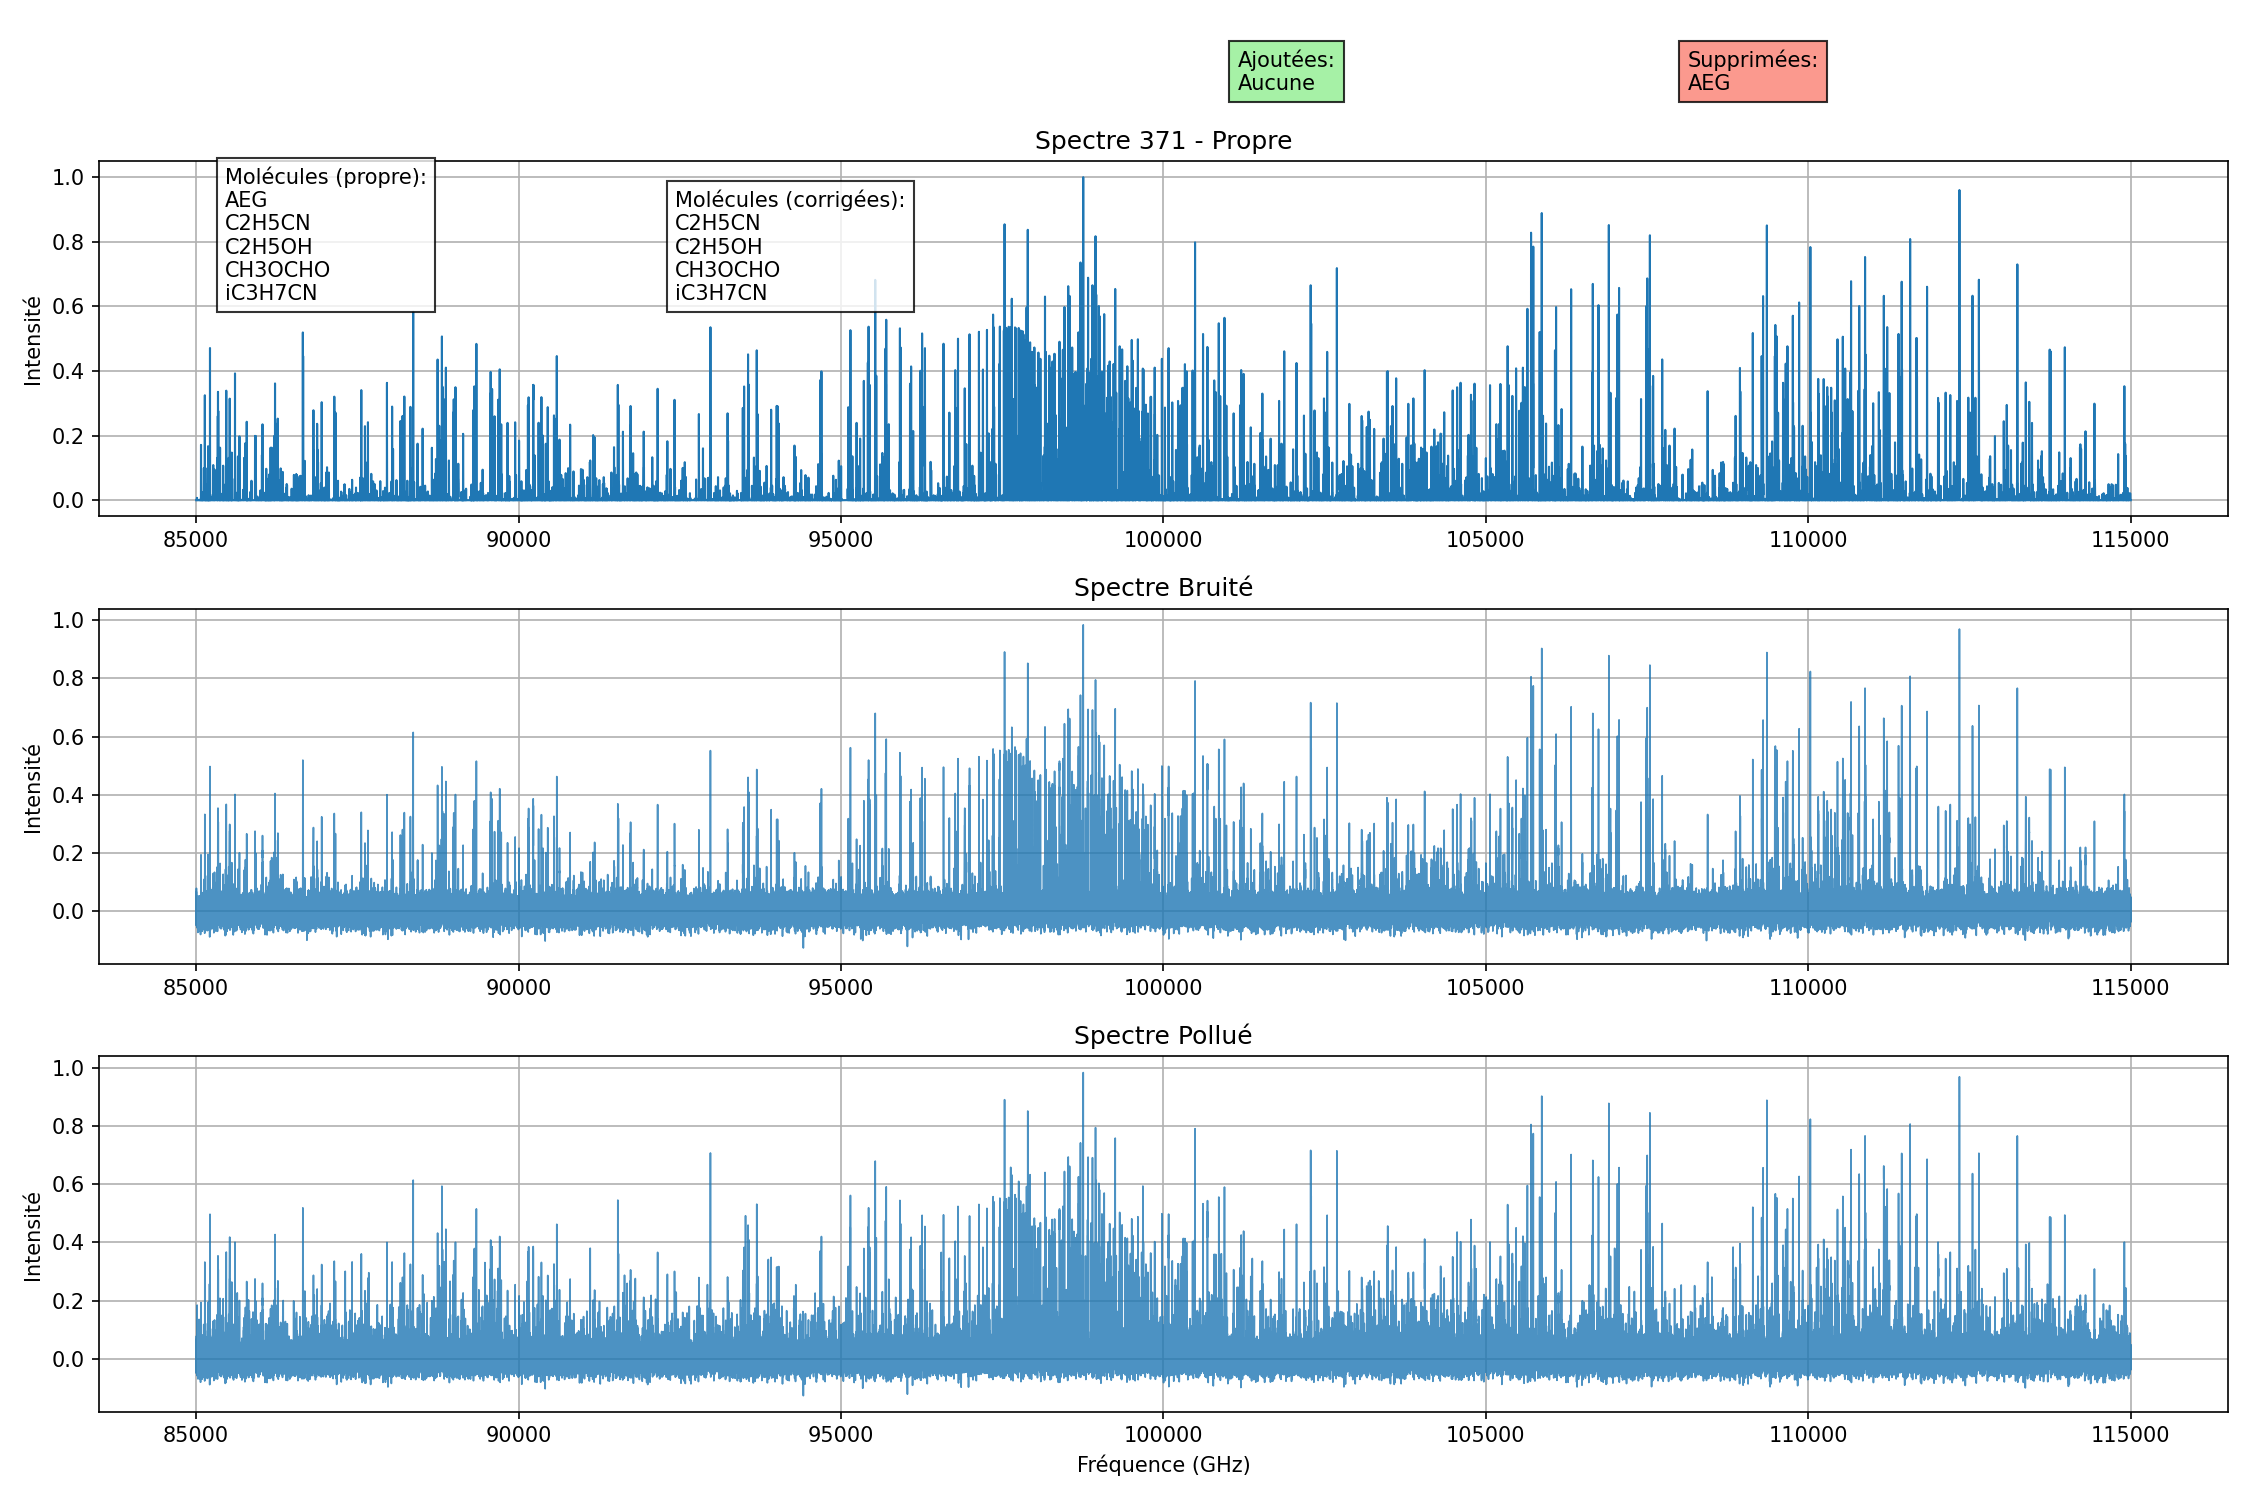 Ajoutées:
Aucune
Supprimées:
AEG
Spectre 371 - Propre
Molécules (propre):
AEG
C2H5CN
C2H5OH
CH3OCHO
iC3H7CN
Molécules (corrigées):
C2H5CN
C2H5OH
CH3OCHO
iC3H7CN
Intensité
1.0
0.8
0.6
0.4
0.2
0.0
85000 90000 95000 100000 105000 110000 115000
Spectre Bruité
Intensité
1.0
0.8
0.6
0.4
0.2
0.0
85000 90000 95000 100000 105000 110000 115000
Spectre Pollué
Intensité
1.0
0.8
0.6
0.4
0.2
0.0
85000 90000 95000 100000 105000 110000 115000
Fréquence (GHz)